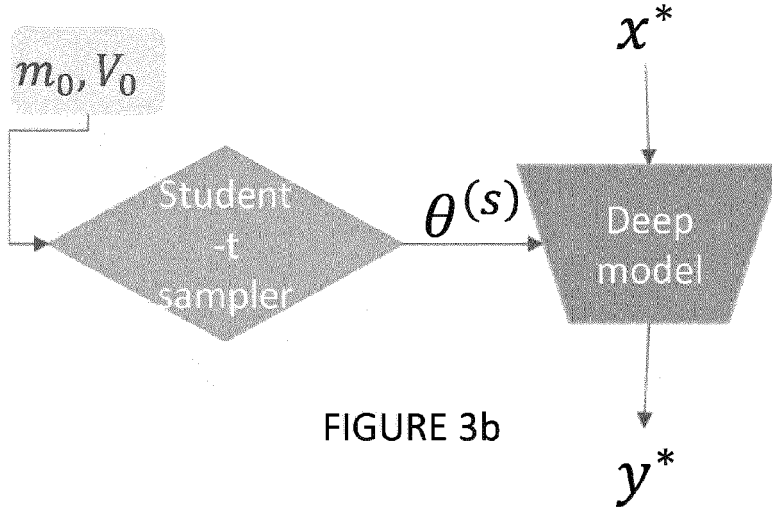 x*
m₀, V₀
Student
-t
sampler
θ⁽ˢ⁾
Deep
model
FIGURE 3b
y*